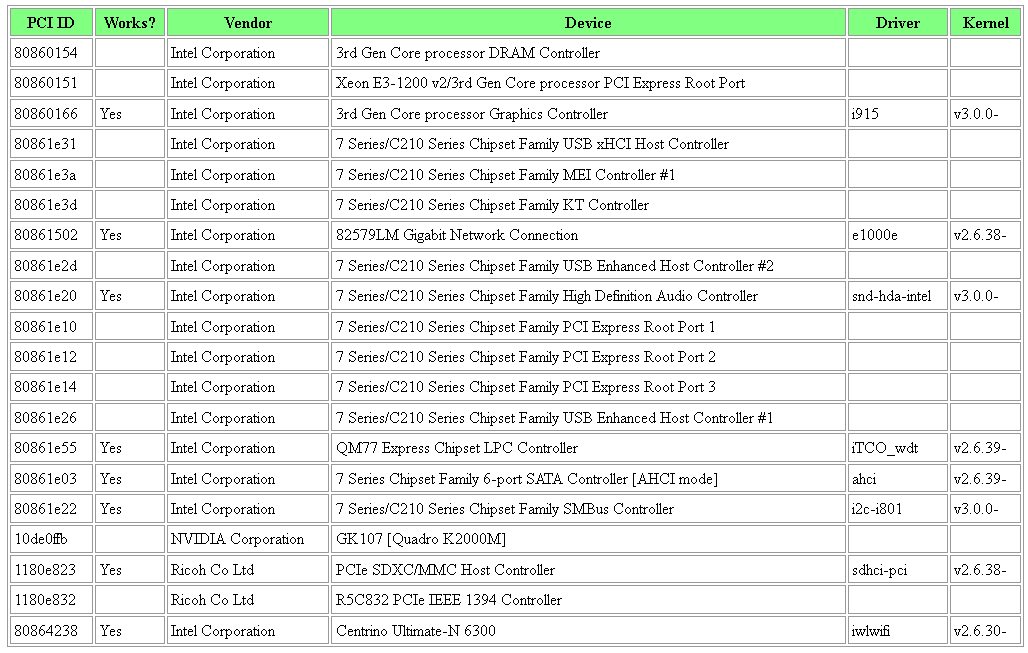 PCI ID Works? Vendor Device Driver Kernel
80860154 Intel Corporation 3rd Gen Core processor DRAM Controller
80860151 Intel Corporation Xeon E3-1200 v2/3rd Gen Core processor PCI Express Root Port
80860166 Yes Intel Corporation 3rd Gen Core processor Graphics Controller i915 v3.0.0-
80861e31 Intel Corporation 7 Series/C210 Series Chipset Family USB xHCI Host Controller
80861e3a Intel Corporation 7 Series/C210 Series Chipset Family MEI Controller #1
80861e3d Intel Corporation 7 Series/C210 Series Chipset Family KT Controller
80861502 Yes Intel Corporation 82579LM Gigabit Network Connection e1000e v2.6.38-
80861e2d Intel Corporation 7 Series/C210 Series Chipset Family USB Enhanced Host Controller #2
80861e20 Yes Intel Corporation 7 Series/C210 Series Chipset Family High Definition Audio Controller snd-hda-intel v3.0.0-
80861e10 Intel Corporation 7 Series/C210 Series Chipset Family PCI Express Root Port 1
80861e12 Intel Corporation 7 Series/C210 Series Chipset Family PCI Express Root Port 2
80861e14 Intel Corporation 7 Series/C210 Series Chipset Family PCI Express Root Port 3
80861e26 Intel Corporation 7 Series/C210 Series Chipset Family USB Enhanced Host Controller #1
80861e55 Yes Intel Corporation QM77 Express Chipset LPC Controller iTCO_wdt v2.6.39-
80861e03 Yes Intel Corporation 7 Series Chipset Family 6-port SATA Controller [AHCI mode] ahci v2.6.39-
80861e22 Yes Intel Corporation 7 Series/C210 Series Chipset Family SMBus Controller i2c-i801 v3.0.0-
10de0ffb NVIDIA Corporation GK107 [Quadro K2000M]
1180e823 Yes Ricoh Co Ltd PCIe SDXC/MMC Host Controller sdhci-pci v2.6.38-
1180e832 Ricoh Co Ltd R5C832 PCIe IEEE 1394 Controller
80864238 Yes Intel Corporation Centrino Ultimate-N 6300 iwlwifi v2.6.30-